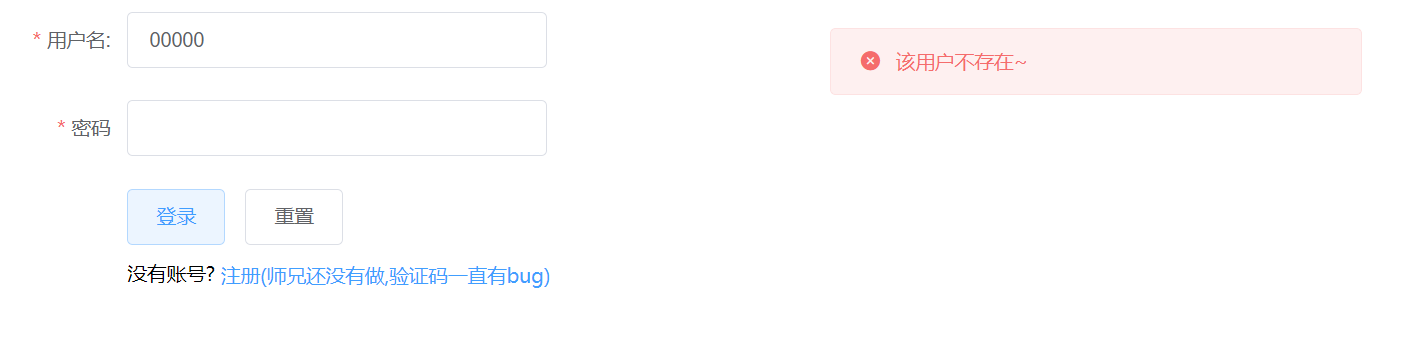 * 用户名: 00000
该用户不存在~
* 密码
登录 重置
没有账号? 注册(师兄还没有做,验证码一直有bug)